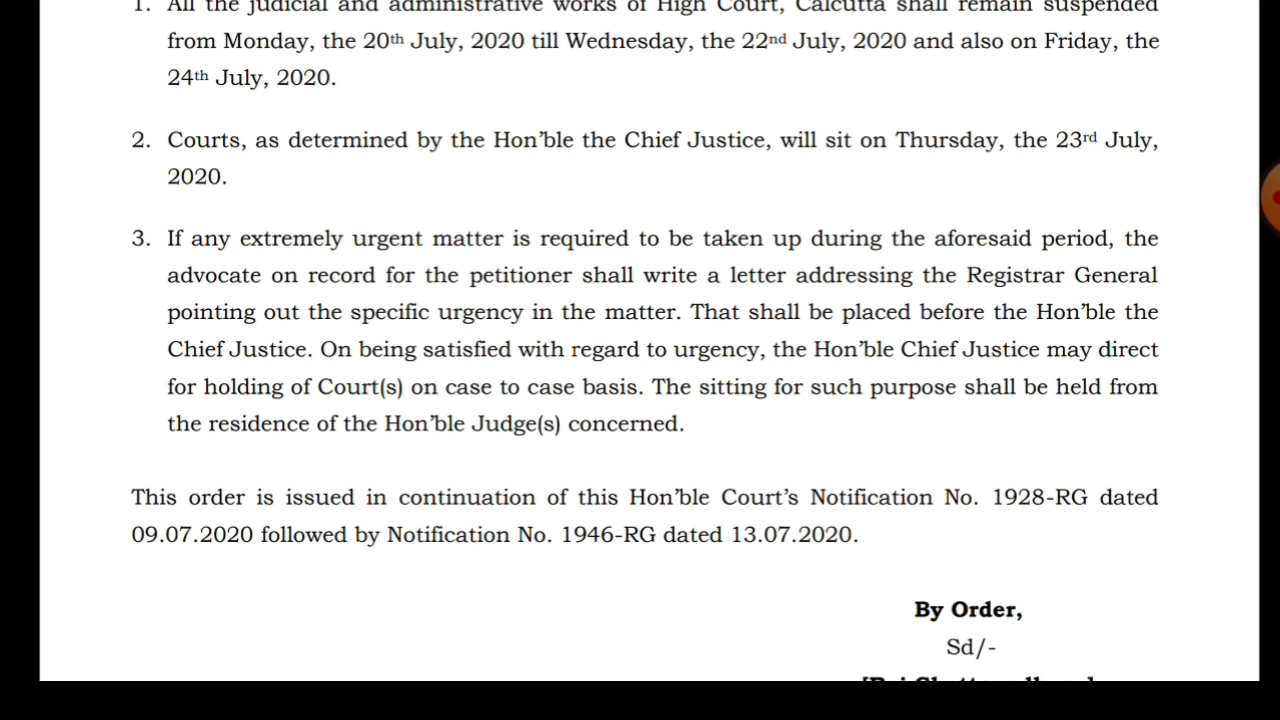 1. All the judicial and administrative works of High Court, Calcutta shall remain suspended
from Monday, the 20th July, 2020 till Wednesday, the 22nd July, 2020 and also on Friday, the
24th July, 2020.
2. Courts, as determined by the Hon’ble the Chief Justice, will sit on Thursday, the 23rd July,
2020.
3. If any extremely urgent matter is required to be taken up during the aforesaid period, the
advocate on record for the petitioner shall write a letter addressing the Registrar General
pointing out the specific urgency in the matter. That shall be placed before the Hon’ble the
Chief Justice. On being satisfied with regard to urgency, the Hon’ble Chief Justice may direct
for holding of Court(s) on case to case basis. The sitting for such purpose shall be held from
the residence of the Hon’ble Judge(s) concerned.
This order is issued in continuation of this Hon’ble Court’s Notification No. 1928-RG dated
09.07.2020 followed by Notification No. 1946-RG dated 13.07.2020.
By Order,
Sd/-